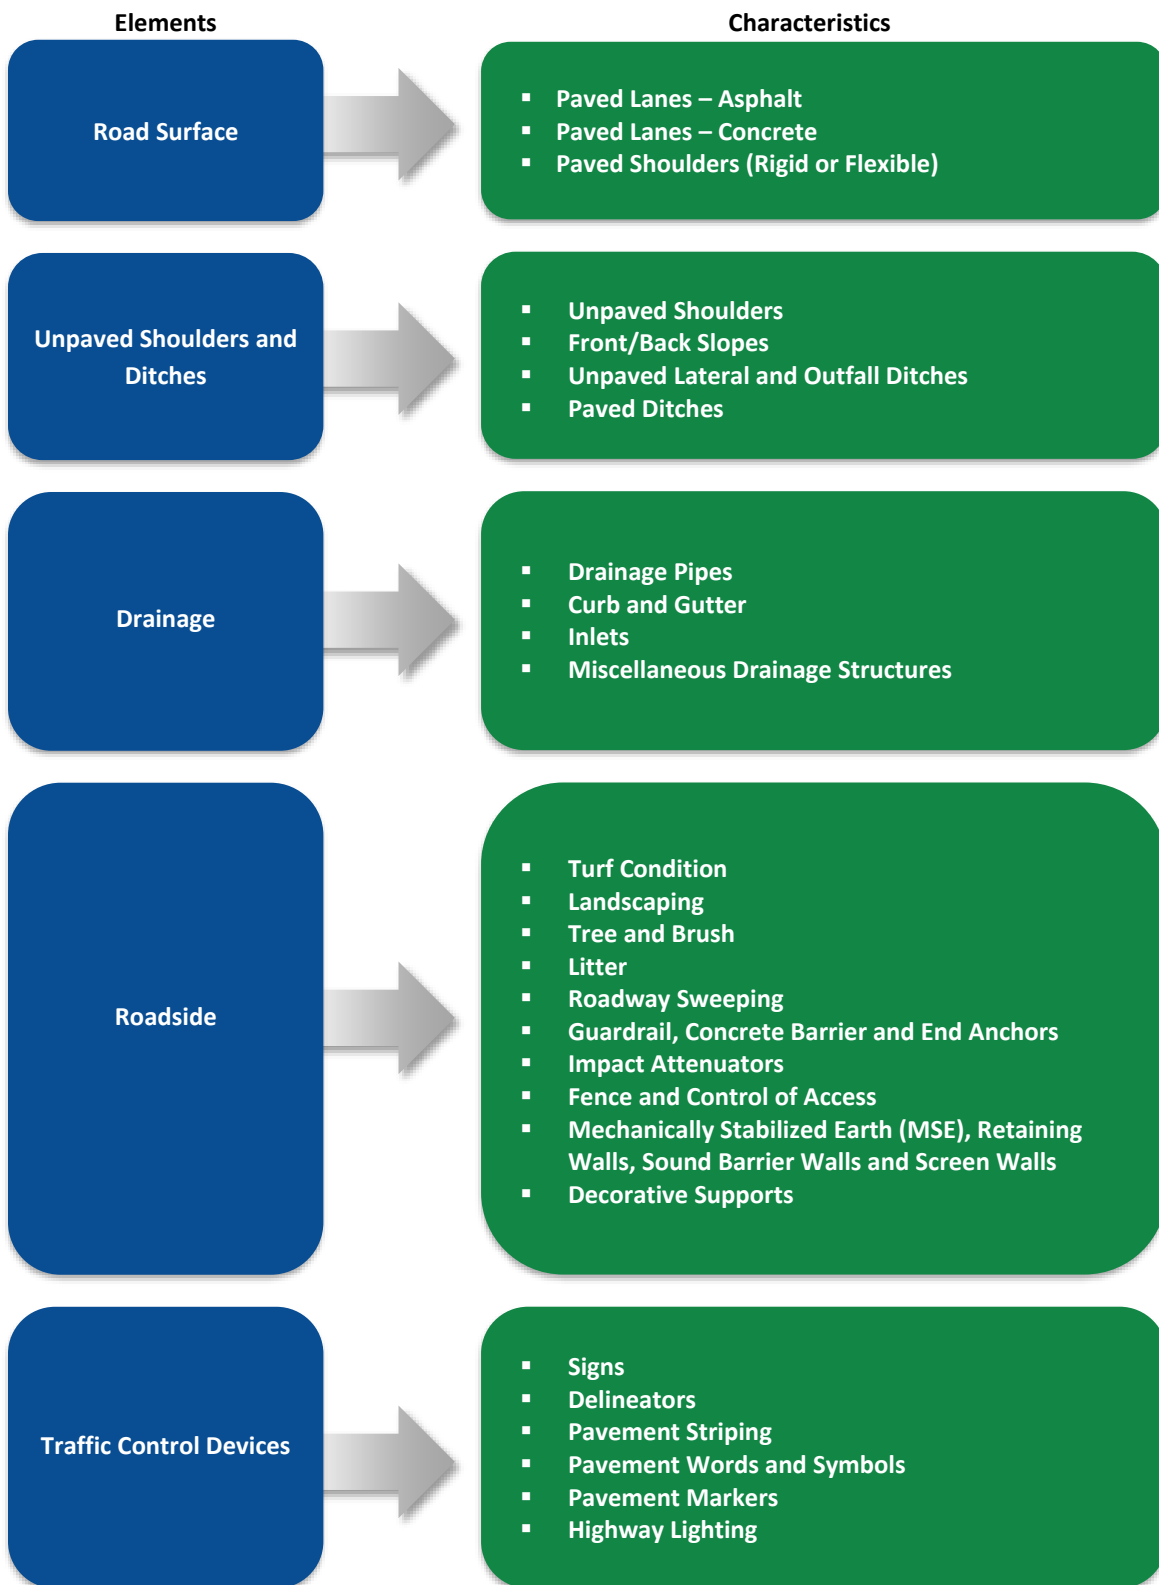 Elements
Characteristics
Road Surface
▪ Paved Lanes – Asphalt
▪ Paved Lanes – Concrete
▪ Paved Shoulders (Rigid or Flexible)
Unpaved Shoulders and
Ditches
▪ Unpaved Shoulders
▪ Front/Back Slopes
▪ Unpaved Lateral and Outfall Ditches
▪ Paved Ditches
Drainage
▪ Drainage Pipes
▪ Curb and Gutter
▪ Inlets
▪ Miscellaneous Drainage Structures
Roadside
▪ Turf Condition
▪ Landscaping
▪ Tree and Brush
▪ Litter
▪ Roadway Sweeping
▪ Guardrail, Concrete Barrier and End Anchors
▪ Impact Attenuators
▪ Fence and Control of Access
▪ Mechanically Stabilized Earth (MSE), Retaining
Walls, Sound Barrier Walls and Screen Walls
▪ Decorative Supports
Traffic Control Devices
▪ Signs
▪ Delineators
▪ Pavement Striping
▪ Pavement Words and Symbols
▪ Pavement Markers
▪ Highway Lighting